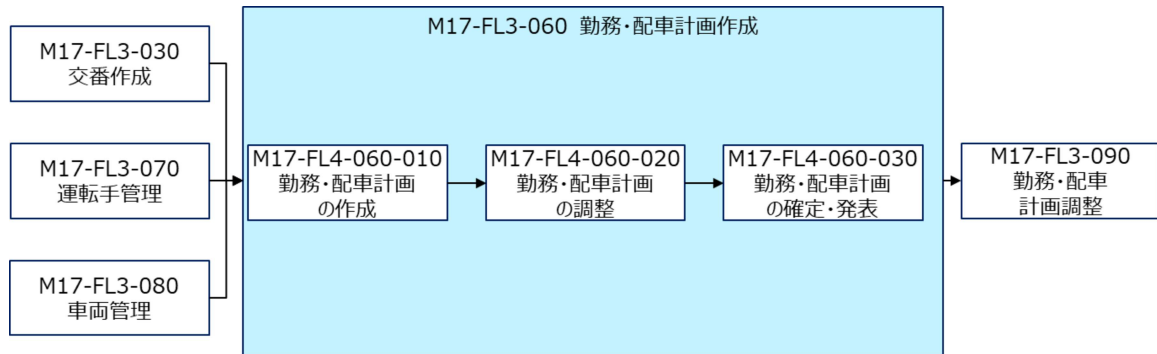 M17-FL3-060 勤務・配車計画作成
M17-FL3-030
交番作成
M17-FL3-070
運転手管理
M17-FL3-080
車両管理
M17-FL4-060-010
勤務・配車計画
の作成
M17-FL4-060-020
勤務・配車計画
の調整
M17-FL4-060-030
勤務・配車計画
の確定・発表
M17-FL3-090
勤務・配車
計画調整